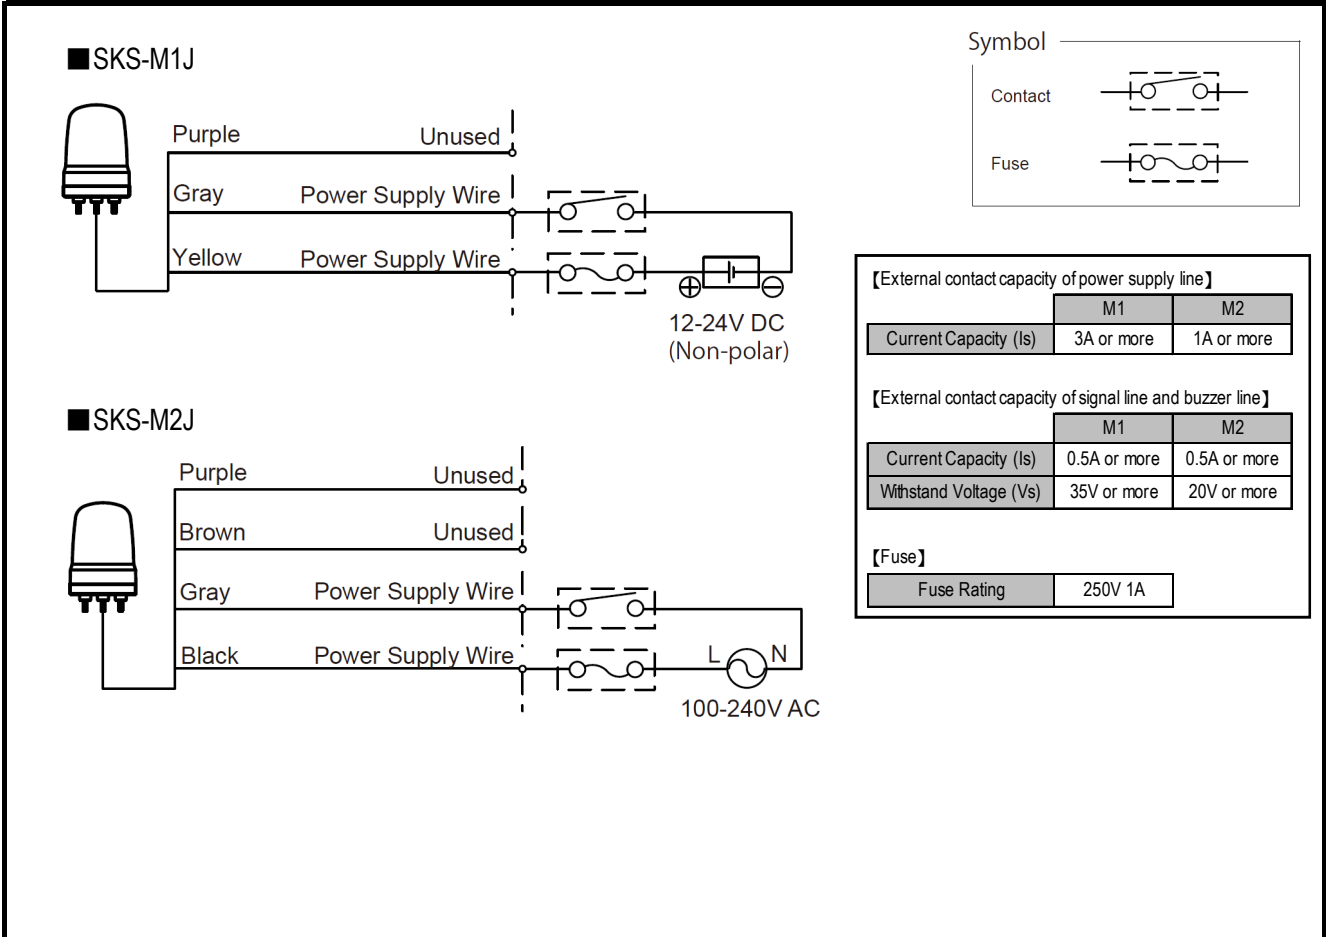 ■SKS-M1J
Purple Unused
Gray Power Supply Wire
Yellow Power Supply Wire
⊕ ⊖
12-24V DC
(Non-polar)
■SKS-M2J
Purple Unused
Brown Unused
Gray Power Supply Wire
Black Power Supply Wire
L N
100-240V AC
Symbol
Contact
Fuse
【External contact capacity of power supply line】
M1 M2
Current Capacity (Is) 3A or more 1A or more
【External contact capacity of signal line and buzzer line】
M1 M2
Current Capacity (Is) 0.5A or more 0.5A or more
Withstand Voltage (Vs) 35V or more 20V or more
【Fuse】
Fuse Rating 250V 1A